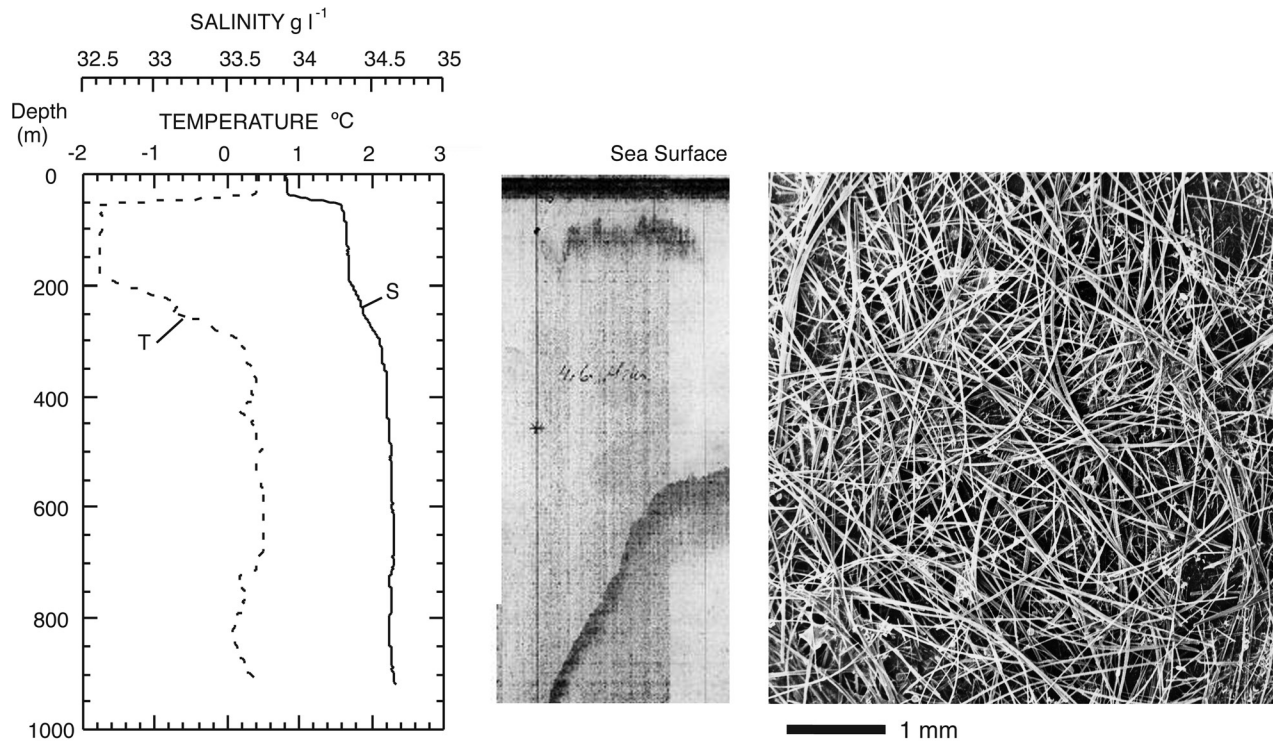 SALINITY g l⁻¹
32.5 33 33.5 34 34.5 35
Depth
(m)
TEMPERATURE ºC
-2 -1 0 1 2 3
Sea Surface
0
200
S
T
400
600
800
1000
1 mm